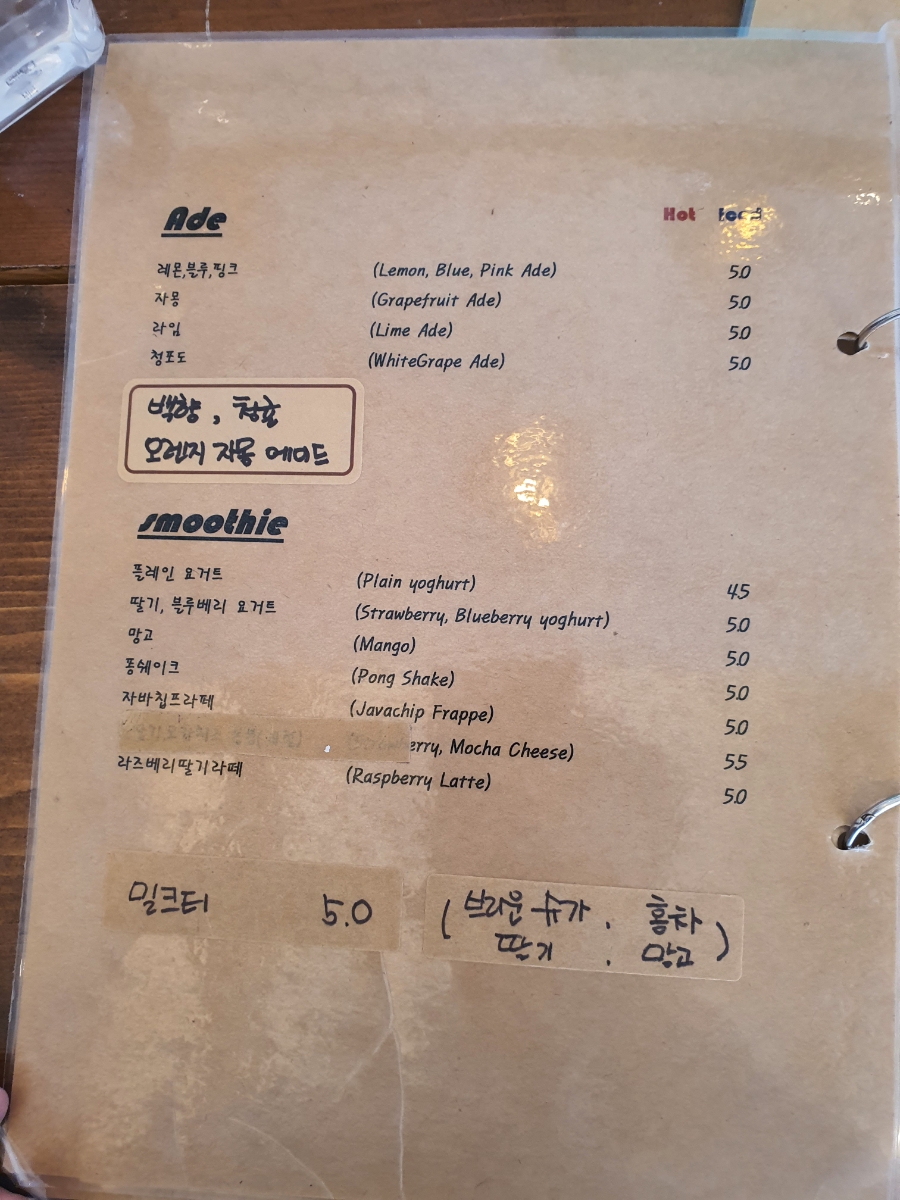 Ade Hot Iced
레몬,블루,핑크 (Lemon, Blue, Pink Ade) 5.0
자몽 (Grapefruit Ade) 5.0
라임 (Lime Ade) 5.0
청포도 (WhiteGrape Ade) 5.0
백향, 청귤
오렌지 자몽 에이드
smoothie
플레인 요거트 (Plain yoghurt) 4.5
딸기, 블루베리 요거트 (Strawberry, Blueberry yoghurt) 5.0
망고 (Mango) 5.0
퐁쉐이크 (Pong Shake) 5.0
자바칩프라페 (Javachip Frappe) 5.0
berry, Mocha Cheese) 5.5
라즈베리딸기라페 (Raspberry Latte) 5.0
밀크티 5.0 (브라운 슈가 . 홍차
딸기 . 망고)